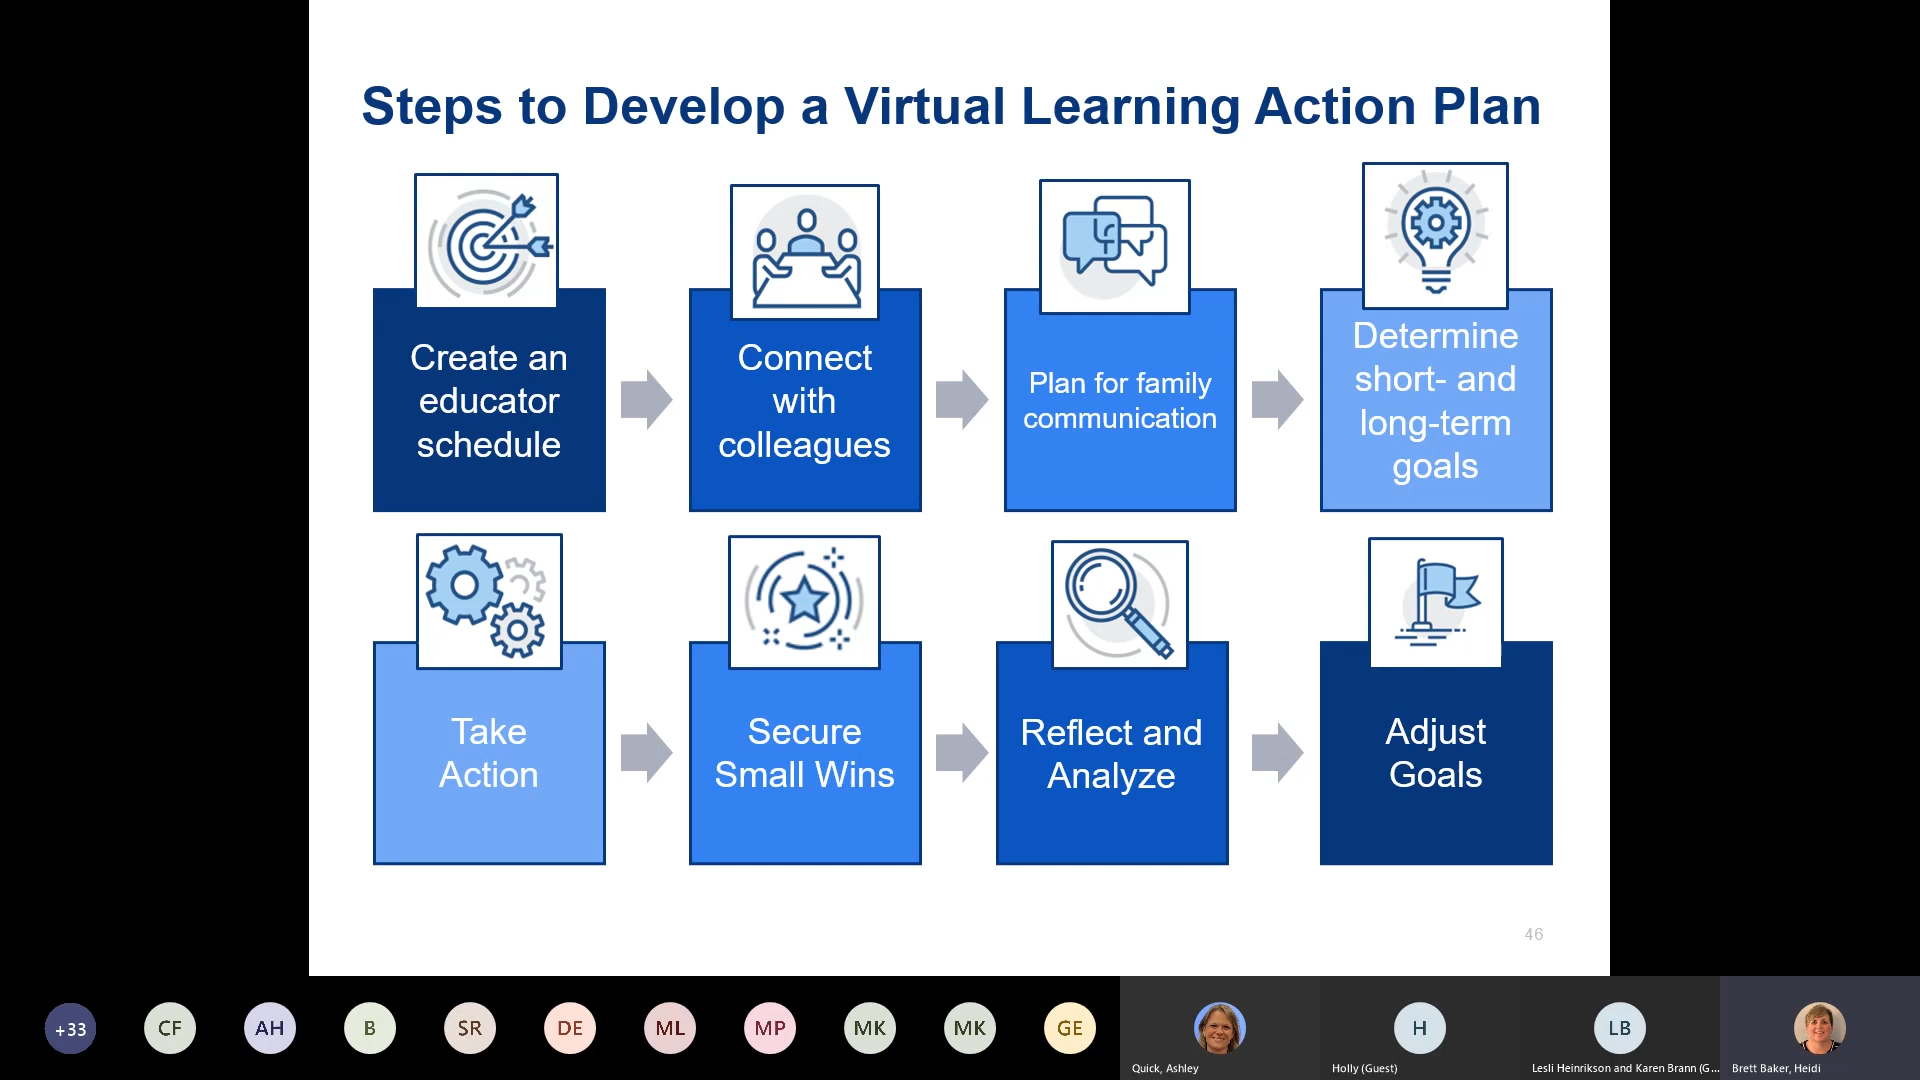 Steps to Develop a Virtual Learning Action Plan
Create an
educator
schedule
Connect
with
colleagues
Plan for family
communication
Determine
short- and
long-term
goals
Take
Action
Secure
Small Wins
Reflect and
Analyze
Adjust
Goals
46
+33
CF
AH
B
SR
DE
ML
MP
MK
MK
GE
H
LB
Quick, Ashley
Holly (Guest)
Lesli Heinrikson and Karen Brann (G...
Brett Baker, Heidi